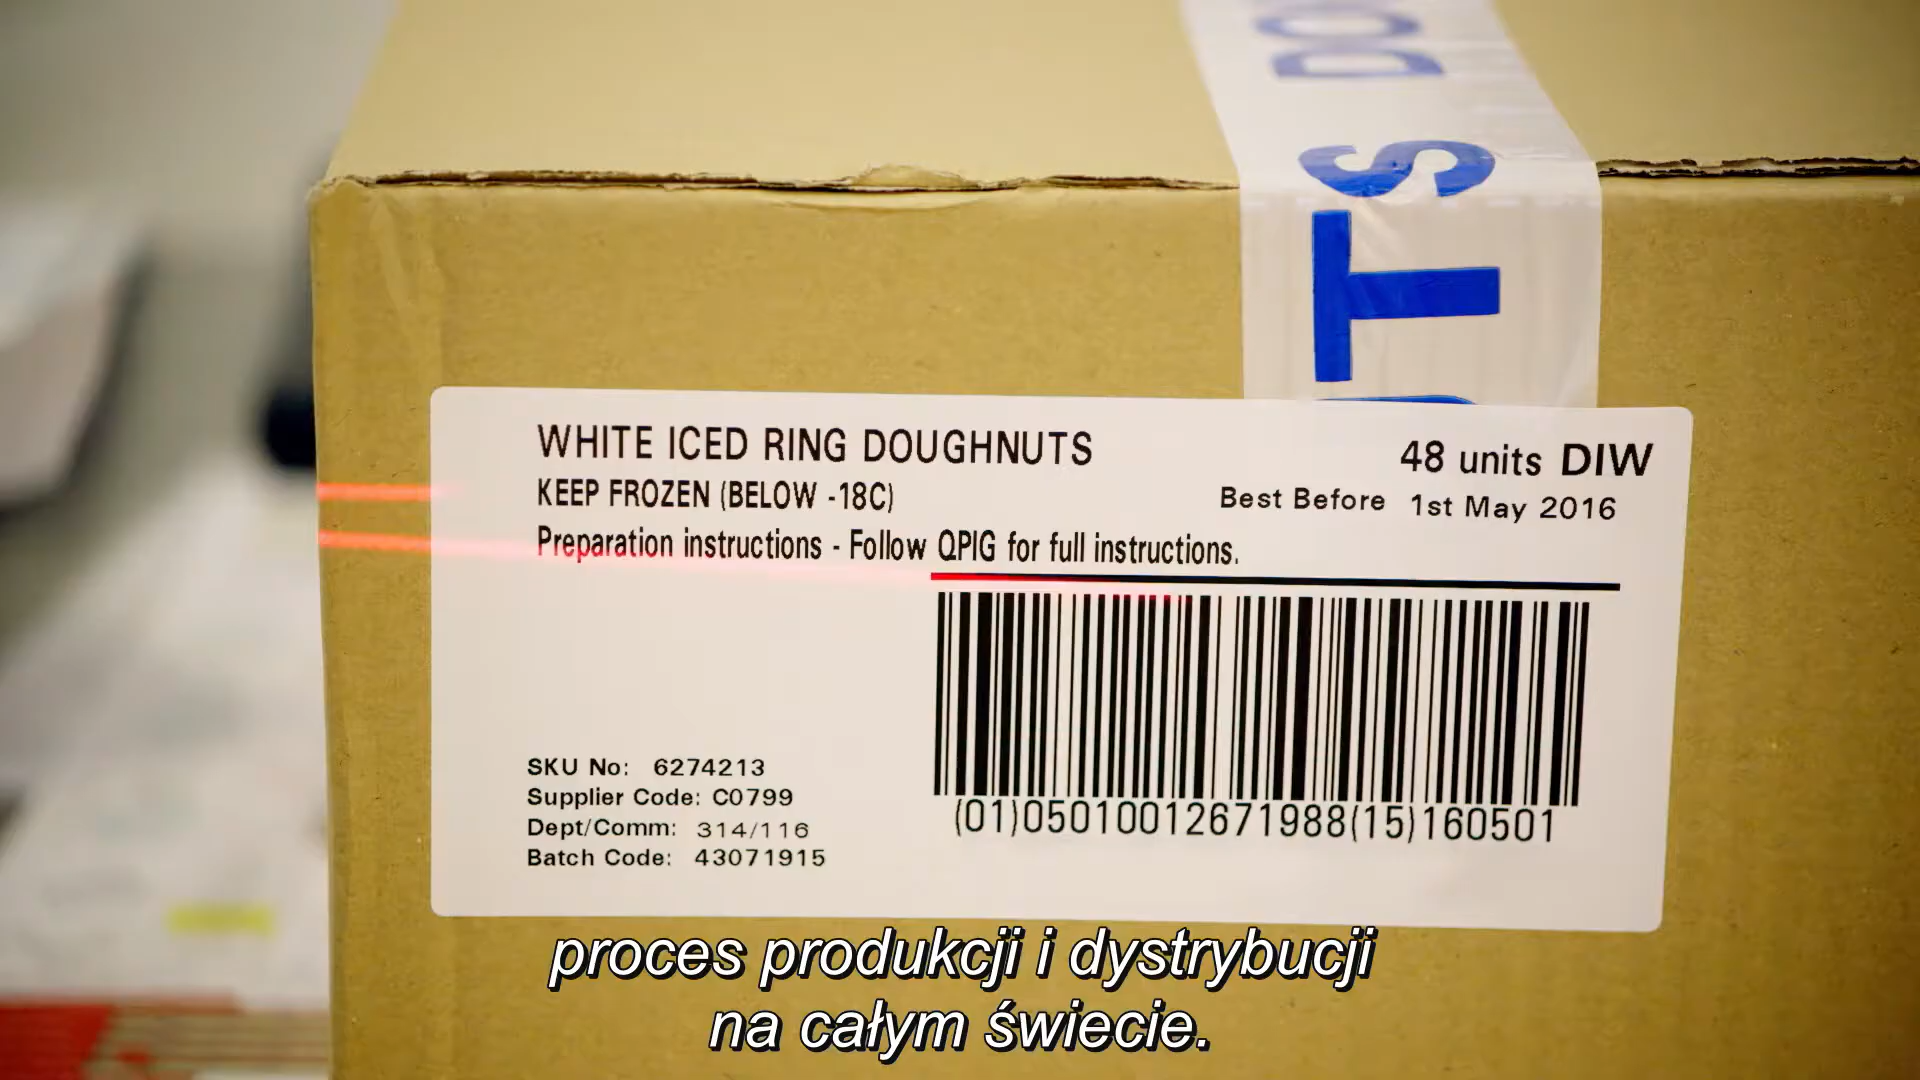 DO
UTS
WHITE ICED RING DOUGHNUTS
48 units DIW
KEEP FROZEN (BELOW -18C)
Best Before 1st May 2016
Preparation instructions - Follow QPIG for full instructions.
SKU No: 6274213
Supplier Code: C0799
Dept/Comm: 314/116
Batch Code: 43071915
(01)05010012671988(15)160501
proces produkcji i dystrybucji
na całym świecie.